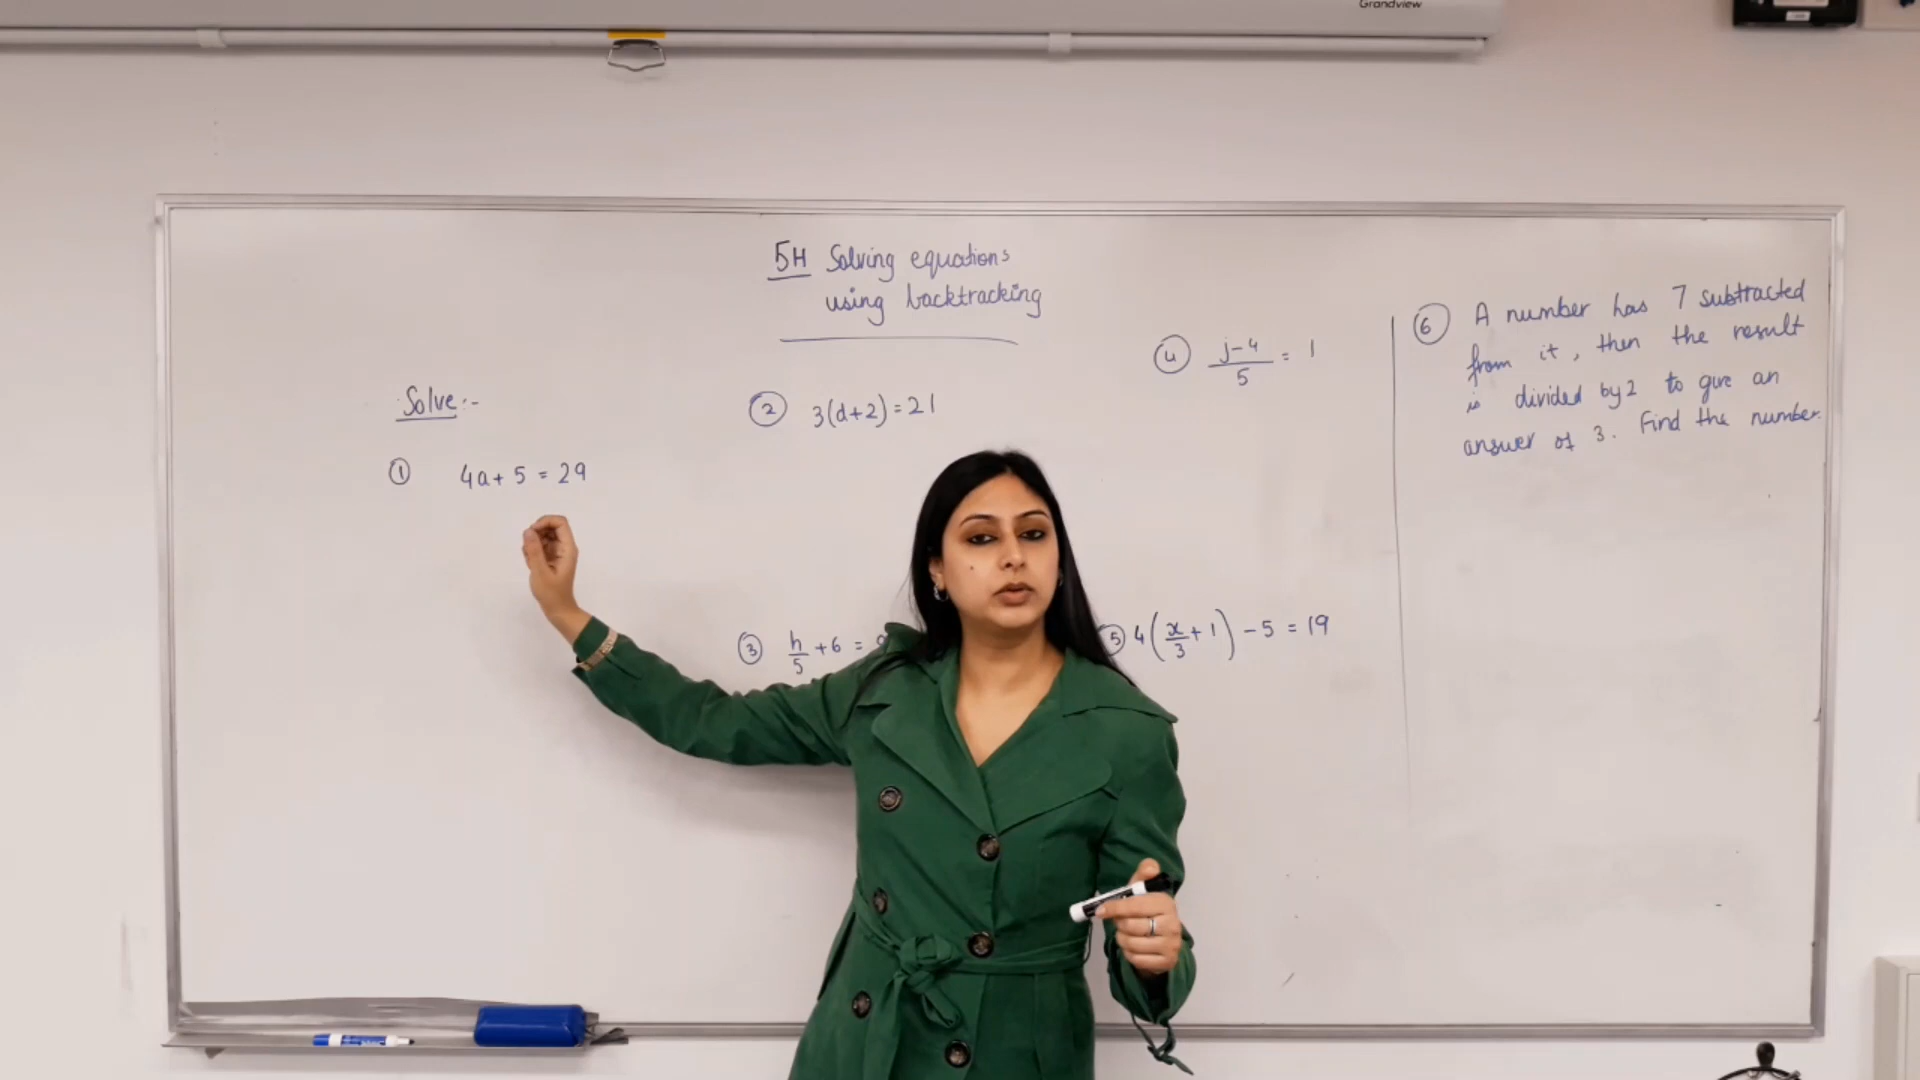 Grandview
5H Solving equations
using backtracking
Solve:-
① 4a+5=29
② 3(d+2)=21
③ h/5 +6=
④ (j-4)/5 = 1
⑤ 4(x/3+1)-5=19
⑥ A number has 7 subtracted
from it, then the result
is divided by 2 to give an
answer of 3. Find the number.